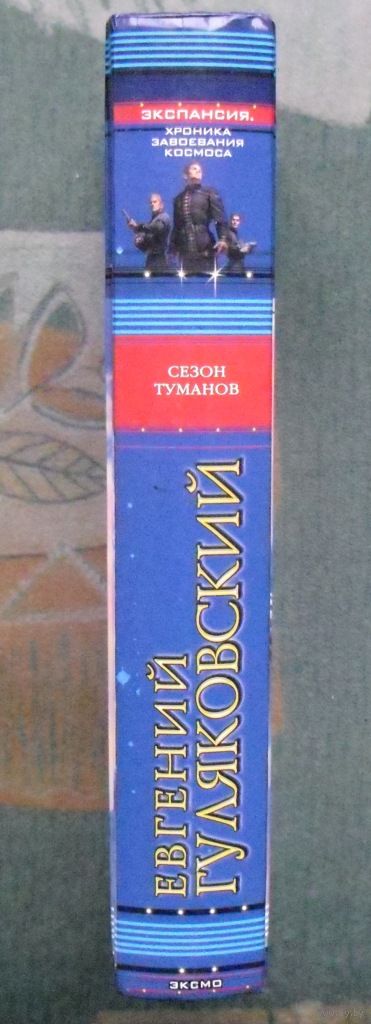 ЭКСПАНСИЯ.
ХРОНИКА
ЗАВОЕВАНИЯ
КОСМОСА
СЕЗОН
ТУМАНОВ
ЕВГЕНИЙ
ГУЛЯКОВСКИЙ
ЭКСМО